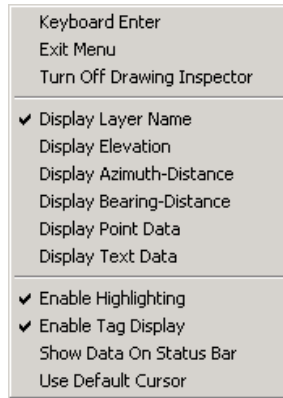 Keyboard Enter
Exit Menu
Turn Off Drawing Inspector
Display Layer Name
Display Elevation
Display Azimuth-Distance
Display Bearing-Distance
Display Point Data
Display Text Data
Enable Highlighting
Enable Tag Display
Show Data On Status Bar
Use Default Cursor